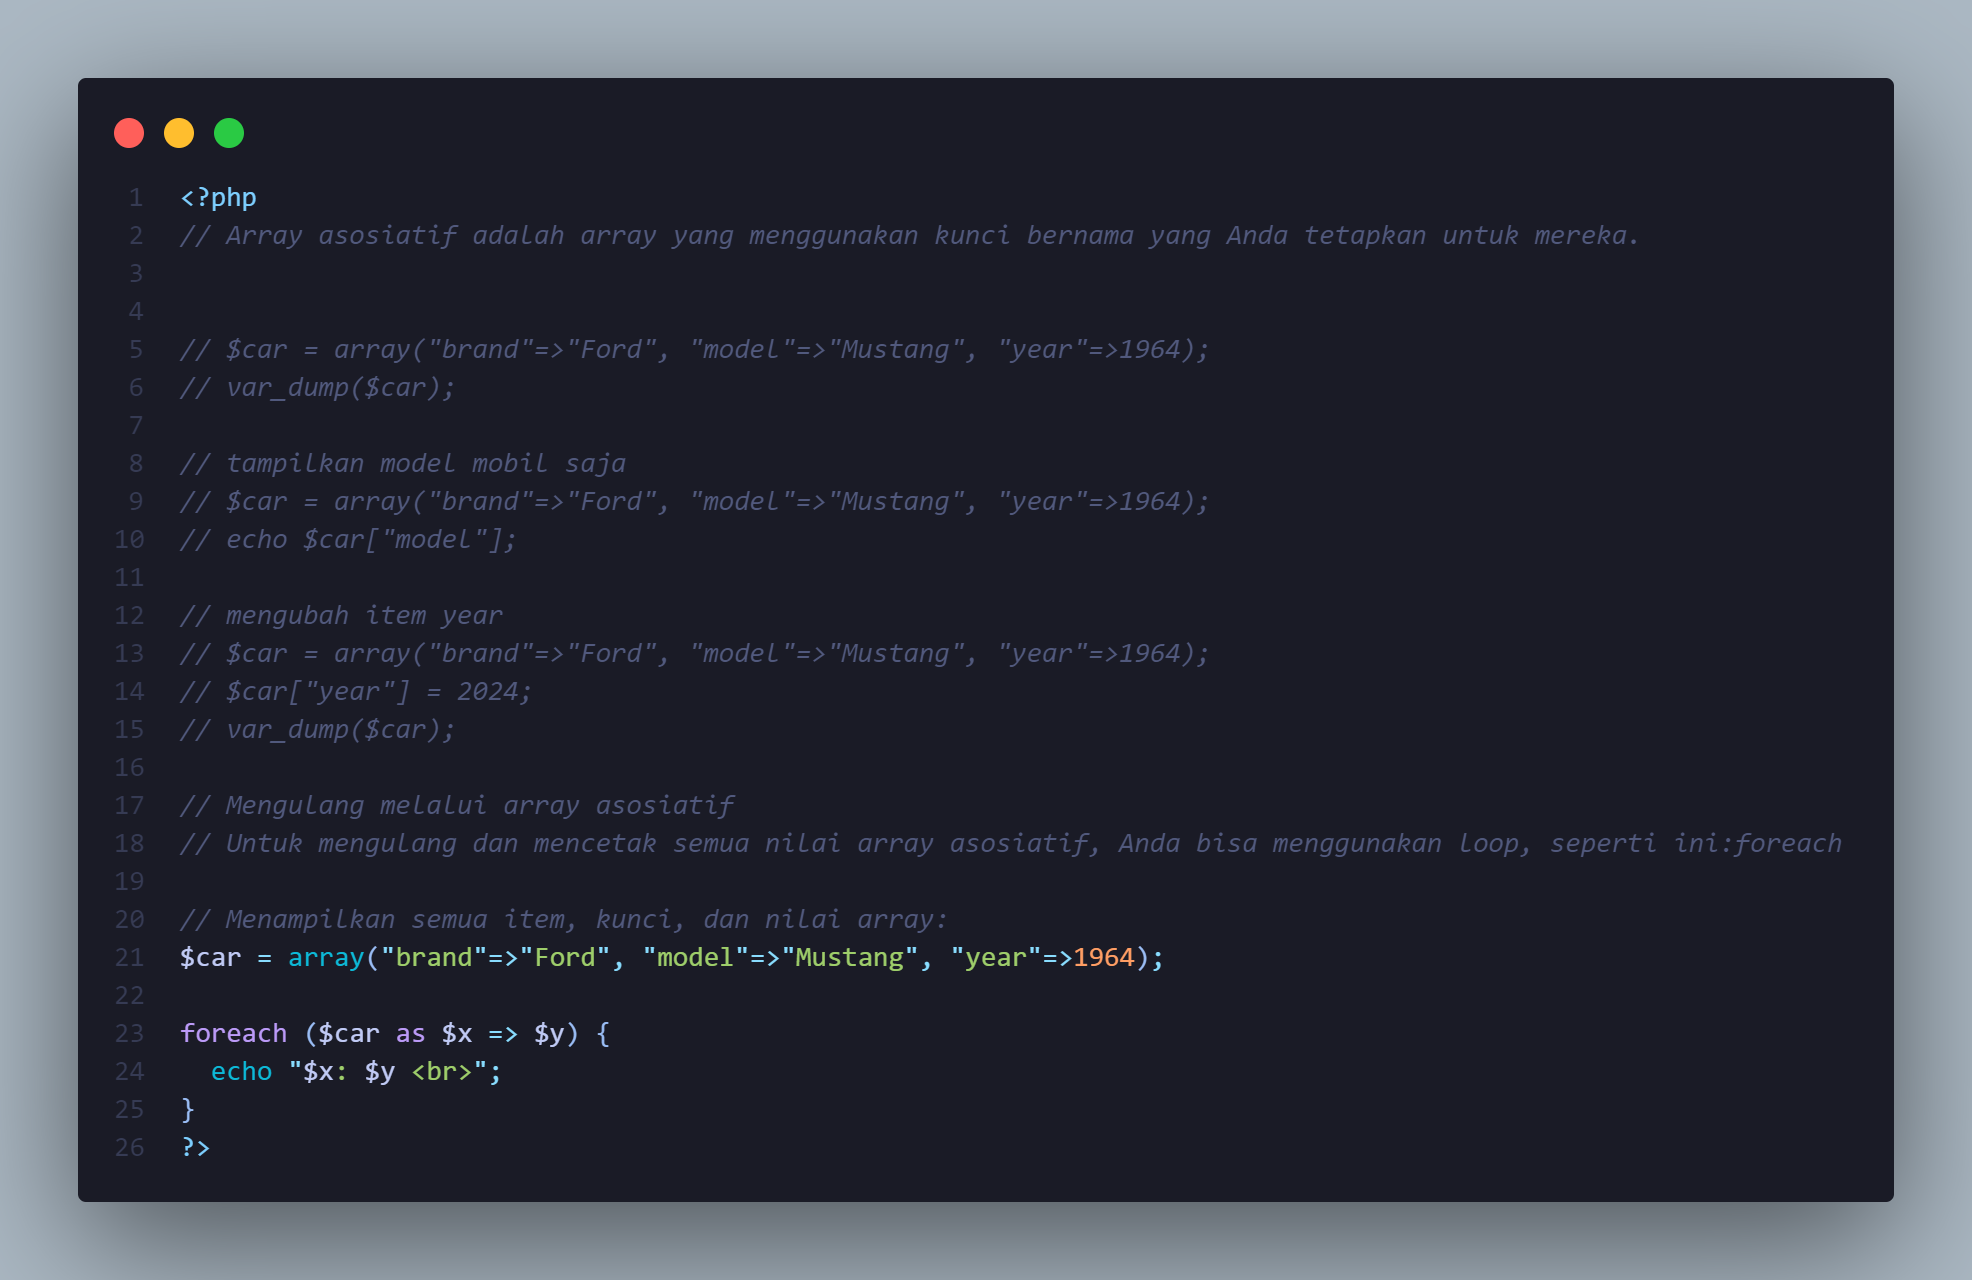 1 <?php
2 // Array asosiatif adalah array yang menggunakan kunci bernama yang Anda tetapkan untuk mereka.
3
4
5 // $car = array("brand"=>"Ford", "model"=>"Mustang", "year"=>1964);
6 // var_dump($car);
7
8 // tampilkan model mobil saja
9 // $car = array("brand"=>"Ford", "model"=>"Mustang", "year"=>1964);
10 // echo $car["model"];
11
12 // mengubah item year
13 // $car = array("brand"=>"Ford", "model"=>"Mustang", "year"=>1964);
14 // $car["year"] = 2024;
15 // var_dump($car);
16
17 // Mengulang melalui array asosiatif
18 // Untuk mengulang dan mencetak semua nilai array asosiatif, Anda bisa menggunakan loop, seperti ini:foreach
19
20 // Menampilkan semua item, kunci, dan nilai array:
21 $car = array("brand"=>"Ford", "model"=>"Mustang", "year"=>1964);
22
23 foreach ($car as $x => $y) {
24   echo "$x: $y <br>";
25 }
26 ?>